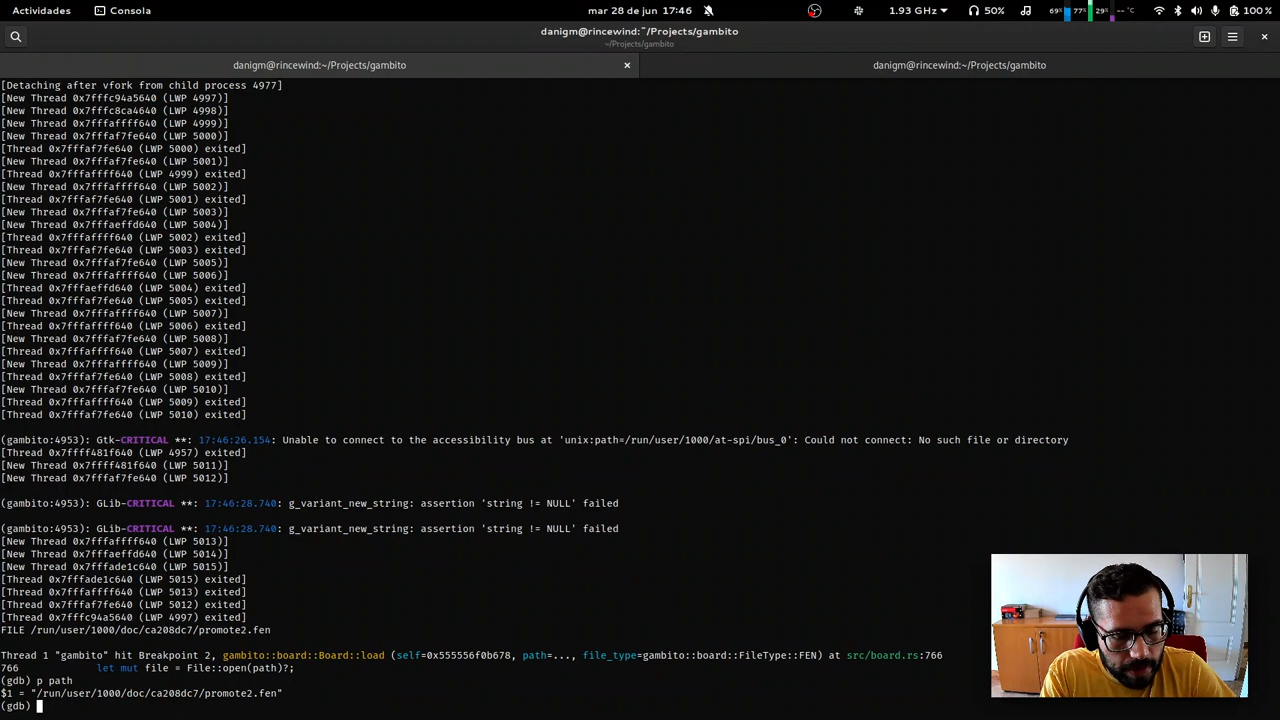 Actividades
Consola
mar 28 de jun 17:46
1.93 GHz
50%
69%
77%
29%
--°C
100 %
danigm@rincewind:~/Projects/gambito
~/Projects/gambito
danigm@rincewind:~/Projects/gambito
danigm@rincewind:~/Projects/gambito
[Detaching after vfork from child process 4977]
[New Thread 0x7fffc94a5640 (LWP 4997)]
[New Thread 0x7fffc8ca4640 (LWP 4998)]
[New Thread 0x7fffaffff640 (LWP 4999)]
[New Thread 0x7fffaf7fe640 (LWP 5000)]
[Thread 0x7fffaf7fe640 (LWP 5000) exited]
[New Thread 0x7fffaf7fe640 (LWP 5001)]
[Thread 0x7fffaffff640 (LWP 4999) exited]
[New Thread 0x7fffaffff640 (LWP 5002)]
[Thread 0x7fffaf7fe640 (LWP 5001) exited]
[New Thread 0x7fffaf7fe640 (LWP 5003)]
[New Thread 0x7fffaeffd640 (LWP 5004)]
[Thread 0x7fffaffff640 (LWP 5002) exited]
[Thread 0x7fffaf7fe640 (LWP 5003) exited]
[New Thread 0x7fffaf7fe640 (LWP 5005)]
[New Thread 0x7fffaffff640 (LWP 5006)]
[Thread 0x7fffaeffd640 (LWP 5004) exited]
[Thread 0x7fffaf7fe640 (LWP 5005) exited]
[New Thread 0x7fffaffff640 (LWP 5007)]
[Thread 0x7fffaffff640 (LWP 5006) exited]
[New Thread 0x7fffaf7fe640 (LWP 5008)]
[Thread 0x7fffaffff640 (LWP 5007) exited]
[New Thread 0x7fffaffff640 (LWP 5009)]
[Thread 0x7fffaf7fe640 (LWP 5008) exited]
[New Thread 0x7fffaf7fe640 (LWP 5010)]
[Thread 0x7fffaffff640 (LWP 5009) exited]
[Thread 0x7fffaf7fe640 (LWP 5010) exited]
(gambito:4953): Gtk-CRITICAL **: 17:46:26.154: Unable to connect to the accessibility bus at 'unix:path=/run/user/1000/at-spi/bus_0': Could not connect: No such file or directory
[Thread 0x7ffff481f640 (LWP 4957) exited]
[New Thread 0x7ffff481f640 (LWP 5011)]
[New Thread 0x7fffaf7fe640 (LWP 5012)]
(gambito:4953): GLib-CRITICAL **: 17:46:28.740: g_variant_new_string: assertion 'string != NULL' failed
(gambito:4953): GLib-CRITICAL **: 17:46:28.740: g_variant_new_string: assertion 'string != NULL' failed
[New Thread 0x7fffaffff640 (LWP 5013)]
[New Thread 0x7fffaeffd640 (LWP 5014)]
[New Thread 0x7fffade1c640 (LWP 5015)]
[Thread 0x7fffade1c640 (LWP 5015) exited]
[Thread 0x7fffaffff640 (LWP 5013) exited]
[Thread 0x7fffaf7fe640 (LWP 5012) exited]
[Thread 0x7fffc94a5640 (LWP 4997) exited]
FILE /run/user/1000/doc/ca208dc7/promote2.fen
Thread 1 "gambito" hit Breakpoint 2, gambito::board::Board::load (self=0x555556f0b678, path=..., file_type=gambito::board::FileType::FEN) at src/board.rs:766
766 let mut file = File::open(path)?;
(gdb) p path
$1 = "/run/user/1000/doc/ca208dc7/promote2.fen"
(gdb)